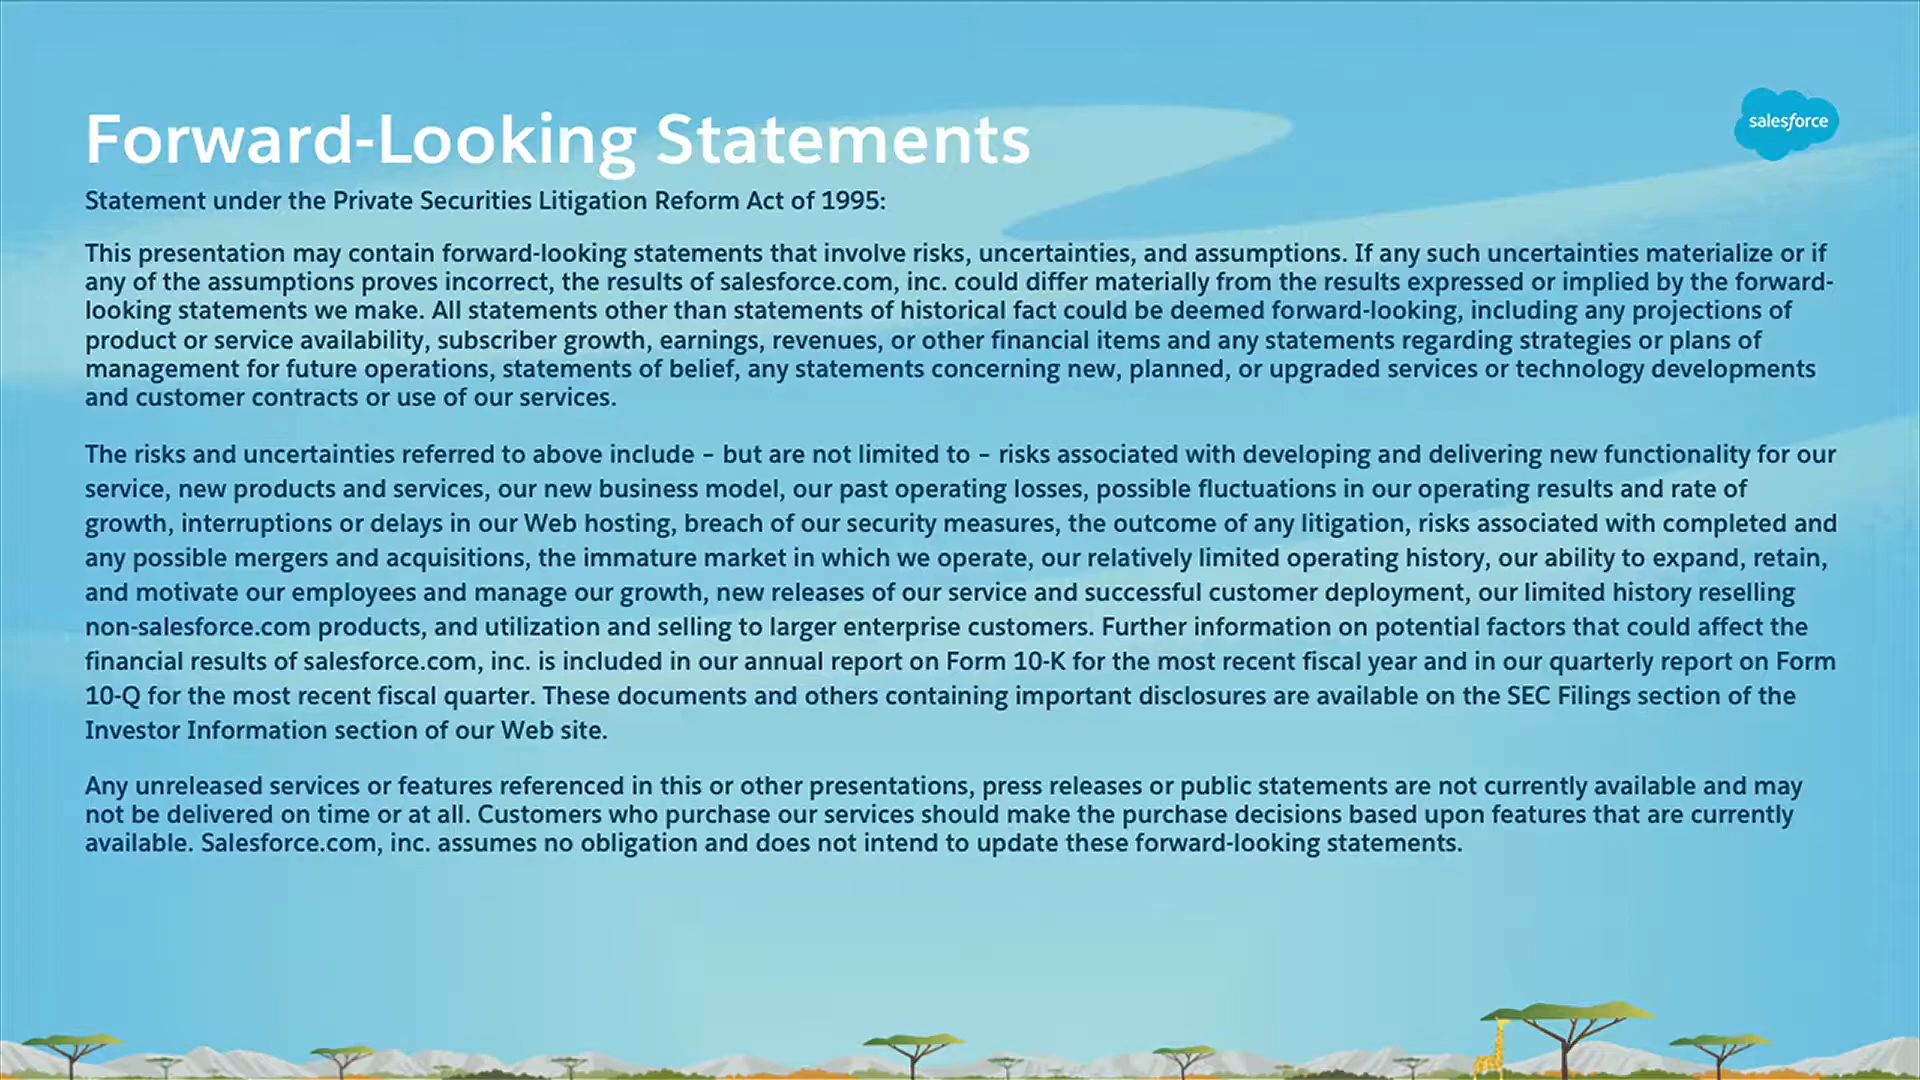 Forward-Looking Statements
salesforce
Statement under the Private Securities Litigation Reform Act of 1995:
This presentation may contain forward-looking statements that involve risks, uncertainties, and assumptions. If any such uncertainties materialize or if
any of the assumptions proves incorrect, the results of salesforce.com, inc. could differ materially from the results expressed or implied by the forward-
looking statements we make. All statements other than statements of historical fact could be deemed forward-looking, including any projections of
product or service availability, subscriber growth, earnings, revenues, or other financial items and any statements regarding strategies or plans of
management for future operations, statements of belief, any statements concerning new, planned, or upgraded services or technology developments
and customer contracts or use of our services.
The risks and uncertainties referred to above include – but are not limited to – risks associated with developing and delivering new functionality for our
service, new products and services, our new business model, our past operating losses, possible fluctuations in our operating results and rate of
growth, interruptions or delays in our Web hosting, breach of our security measures, the outcome of any litigation, risks associated with completed and
any possible mergers and acquisitions, the immature market in which we operate, our relatively limited operating history, our ability to expand, retain,
and motivate our employees and manage our growth, new releases of our service and successful customer deployment, our limited history reselling
non-salesforce.com products, and utilization and selling to larger enterprise customers. Further information on potential factors that could affect the
financial results of salesforce.com, inc. is included in our annual report on Form 10-K for the most recent fiscal year and in our quarterly report on Form
10-Q for the most recent fiscal quarter. These documents and others containing important disclosures are available on the SEC Filings section of the
Investor Information section of our Web site.
Any unreleased services or features referenced in this or other presentations, press releases or public statements are not currently available and may
not be delivered on time or at all. Customers who purchase our services should make the purchase decisions based upon features that are currently
available. Salesforce.com, inc. assumes no obligation and does not intend to update these forward-looking statements.